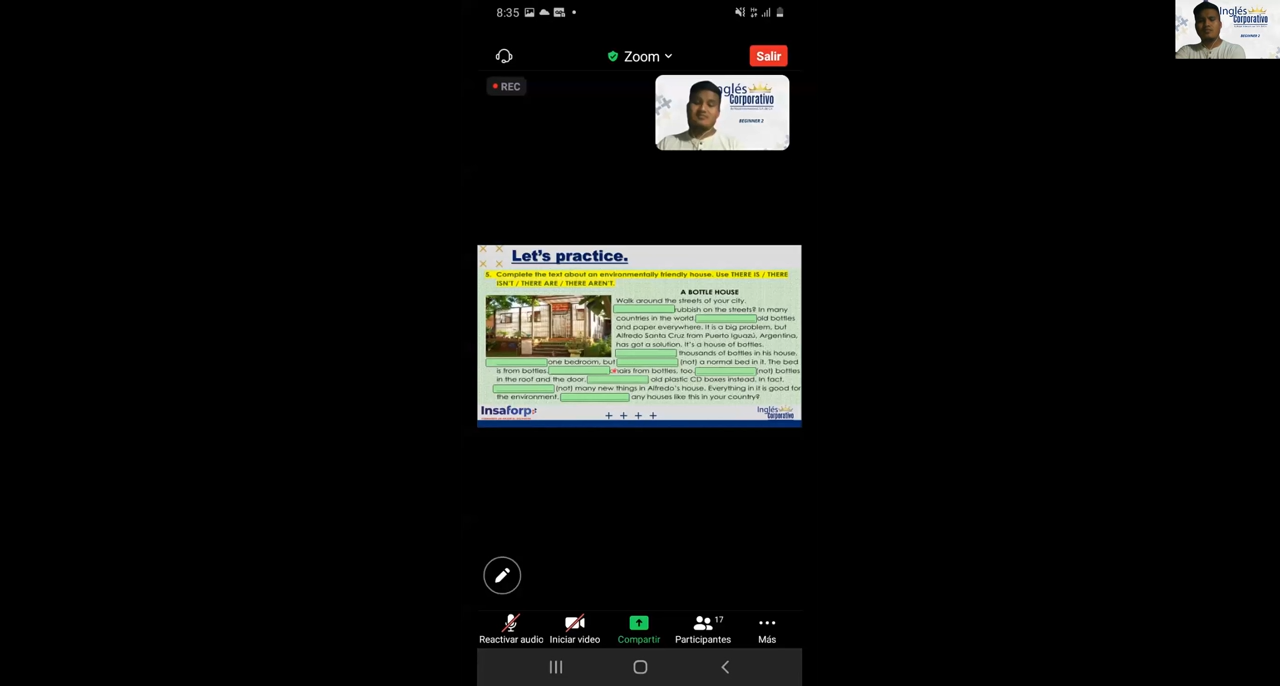 8:35
Zoom
Salir
REC
Inglés
Corporativo
BEGINNER 2
Inglés
Corporativo
BEGINNER 2
Let's practice.
5. Complete the text about an environmentally friendly house. Use THERE IS / THERE
ISN'T / THERE ARE / THERE AREN'T.
A BOTTLE HOUSE
Walk around the streets of your city.
rubbish on the streets? In many
countries in the world old bottles
and paper everywhere. It is a big problem, but
Alfredo Santa Cruz from Puerto Iguazú, Argentina,
has got a solution. It's a house of bottles.
thousands of bottles in his house.
one bedroom, but (not) a normal bed in it. The bed
is from bottles. chairs from bottles, too. (not) bottles
in the roof and the door. old plastic CD boxes instead. In fact,
(not) many new things in Alfredo's house. Everything in it is good for
the environment. any houses like this in your country?
Insaforp
+ + + +
Inglés
Corporativo
17
Reactivar audio Iniciar video Compartir Participantes Más